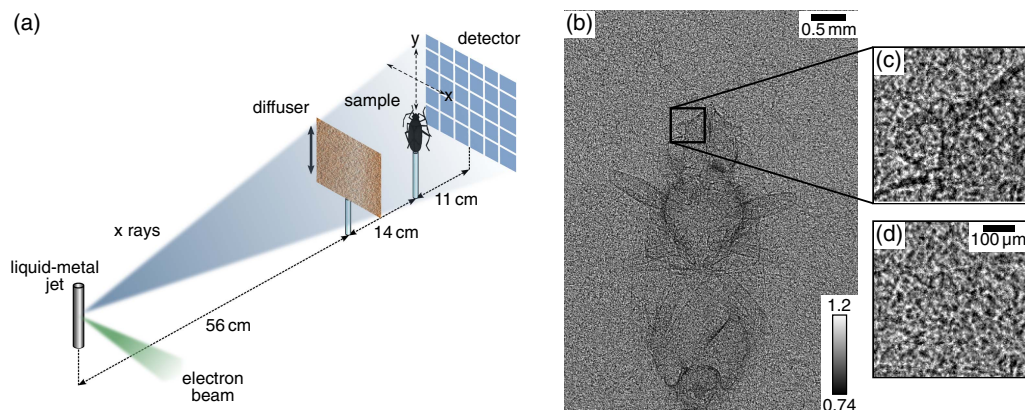 (a)
y
detector
x
sample
diffuser
11 cm
14 cm
x rays
liquid-metal
jet
56 cm
electron
beam
(b)
0.5 mm
1.2
0.74
(c)
(d)
100 µm